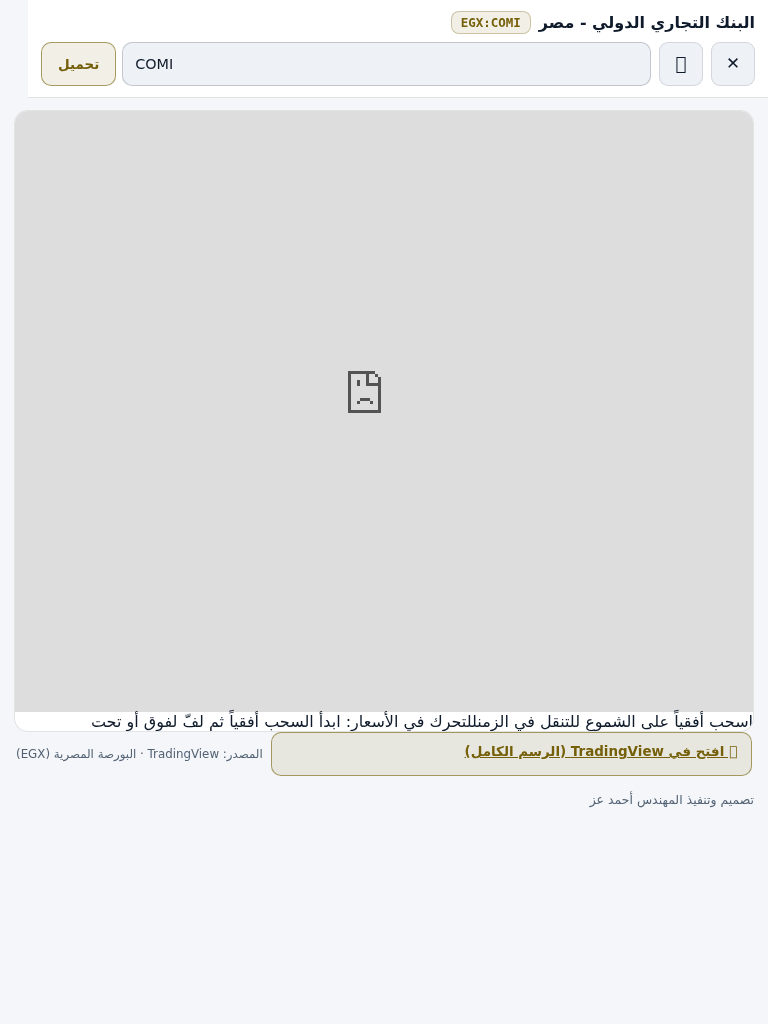 البنك التجاري الدولي - مصر EGX:COMI
✕ COMI تحميل
اسحب أفقياً على الشموع للتنقل في الزمنللتحرك في الأسعار: ابدأ السحب أفقياً ثم لفّ لفوق أو تحت
افتح في TradingView (الرسم الكامل)
المصدر: TradingView · البورصة المصرية (EGX)
تصميم وتنفيذ المهندس أحمد عز